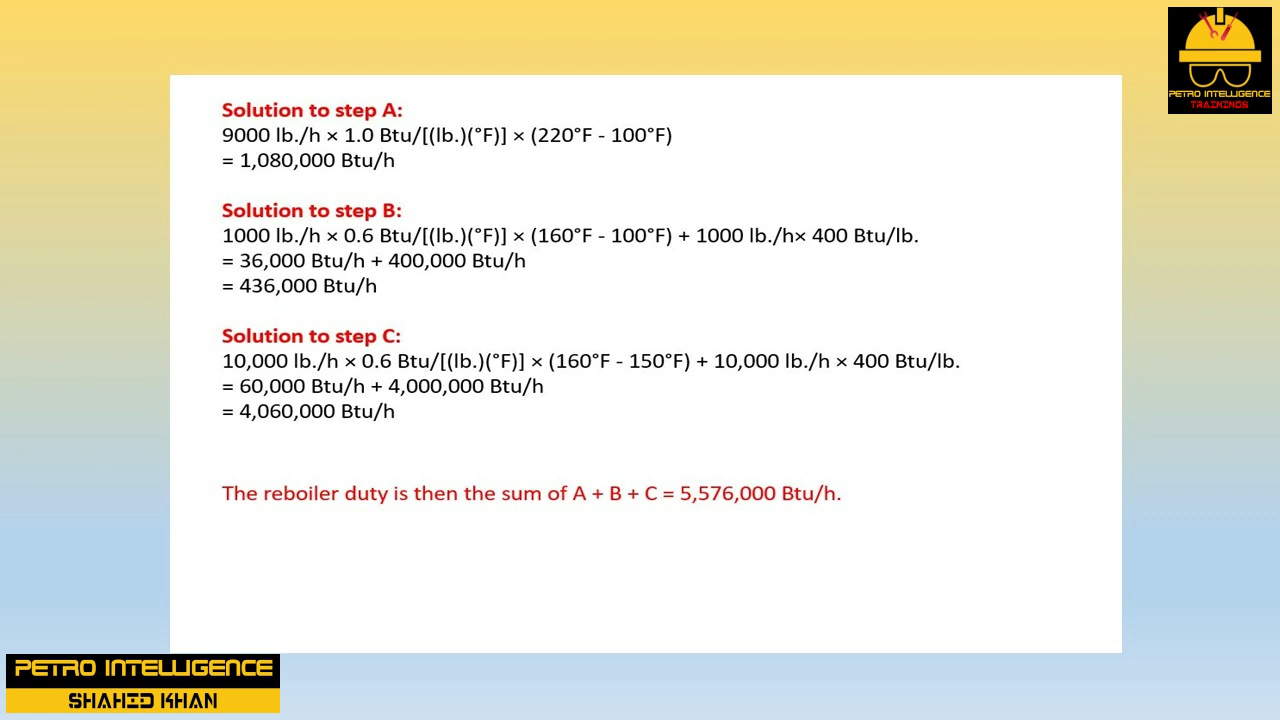 PETRO INTELLIGENCE
TRAININGS
Solution to step A:
9000 lb./h × 1.0 Btu/[(lb.)(°F)] × (220°F - 100°F)
= 1,080,000 Btu/h
Solution to step B:
1000 lb./h × 0.6 Btu/[(lb.)(°F)] × (160°F - 100°F) + 1000 lb./h× 400 Btu/lb.
= 36,000 Btu/h + 400,000 Btu/h
= 436,000 Btu/h
Solution to step C:
10,000 lb./h × 0.6 Btu/[(lb.)(°F)] × (160°F - 150°F) + 10,000 lb./h × 400 Btu/lb.
= 60,000 Btu/h + 4,000,000 Btu/h
= 4,060,000 Btu/h
The reboiler duty is then the sum of A + B + C = 5,576,000 Btu/h.
PETRO INTELLIGENCE
SHAHID KHAN